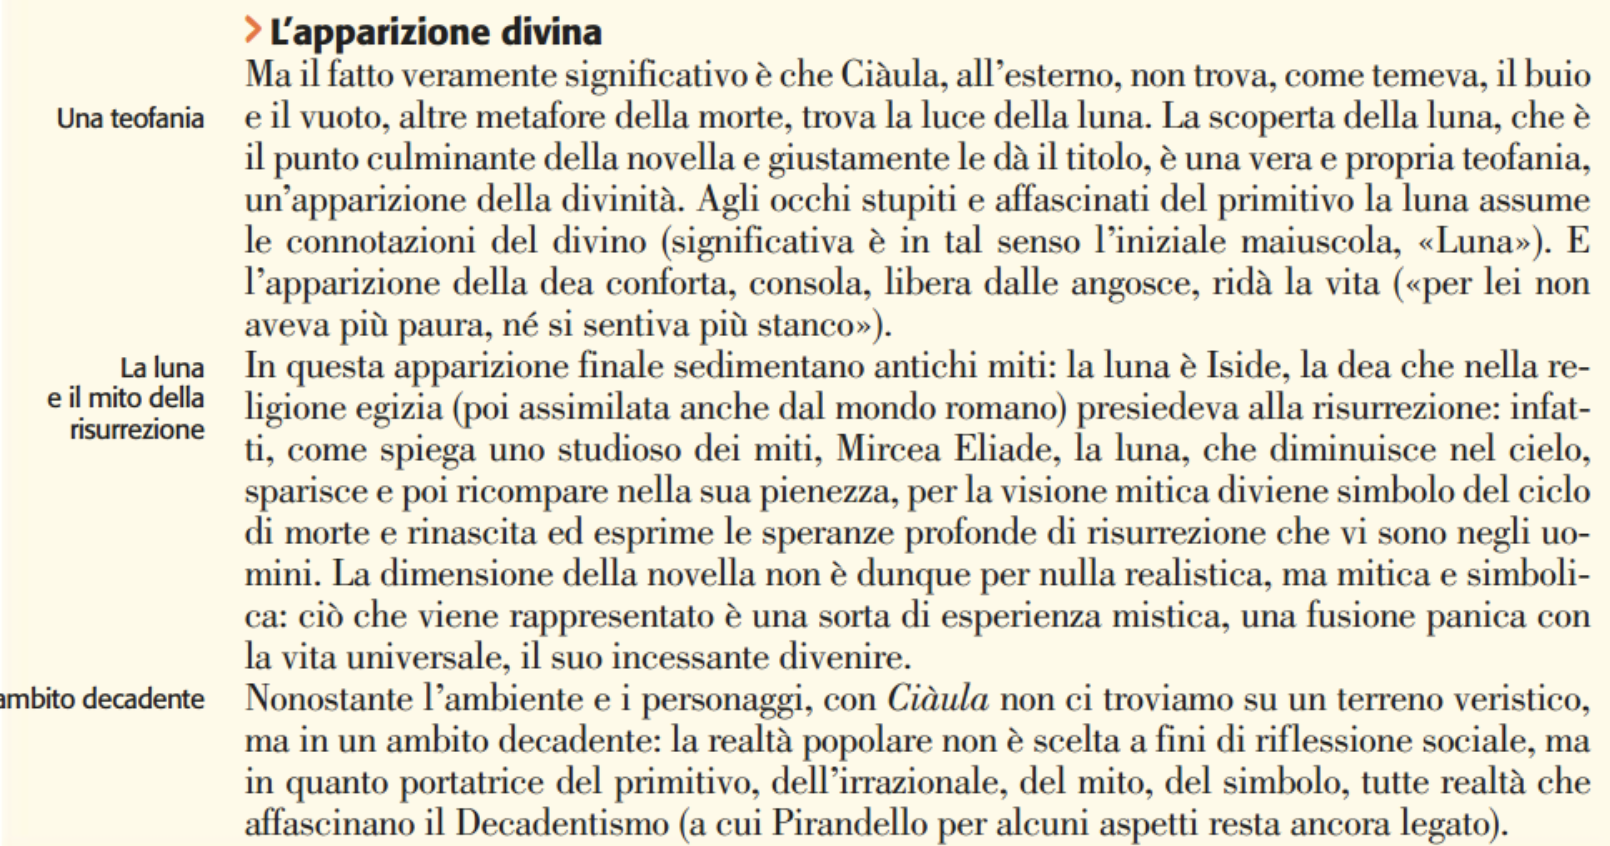 > L'apparizione divina
Ma il fatto veramente significativo è che Ciàula, all'esterno, non trova, come temeva, il buio
Una teofania
e il vuoto, altre metafore della morte, trova la luce della luna. La scoperta della luna, che è
il punto culminante della novella e giustamente le dà il titolo, è una vera e propria teofania,
un'apparizione della divinità. Agli occhi stupiti e affascinati del primitivo la luna assume
le connotazioni del divino (significativa è in tal senso l'iniziale maiuscola, «Luna»). E
l'apparizione della dea conforta, consola, libera dalle angosce, ridà la vita («per lei non
aveva più paura, né si sentiva più stanco»).
La luna
e il mito della
risurrezione
In questa apparizione finale sedimentano antichi miti: la luna è Iside, la dea che nella re-
ligione egizia (poi assimilata anche dal mondo romano) presiedeva alla risurrezione: infat-
ti, come spiega uno studioso dei miti, Mircea Eliade, la luna, che diminuisce nel cielo,
sparisce e poi ricompare nella sua pienezza, per la visione mitica diviene simbolo del ciclo
di morte e rinascita ed esprime le speranze profonde di risurrezione che vi sono negli uo-
mini. La dimensione della novella non è dunque per nulla realistica, ma mitica e simboli-
ca: ciò che viene rappresentato è una sorta di esperienza mistica, una fusione panica con
la vita universale, il suo incessante divenire.
ambito decadente
Nonostante l'ambiente e i personaggi, con Ciàula non ci troviamo su un terreno veristico,
ma in un ambito decadente: la realtà popolare non è scelta a fini di riflessione sociale, ma
in quanto portatrice del primitivo, dell'irrazionale, del mito, del simbolo, tutte realtà che
affascinano il Decadentismo (a cui Pirandello per alcuni aspetti resta ancora legato).